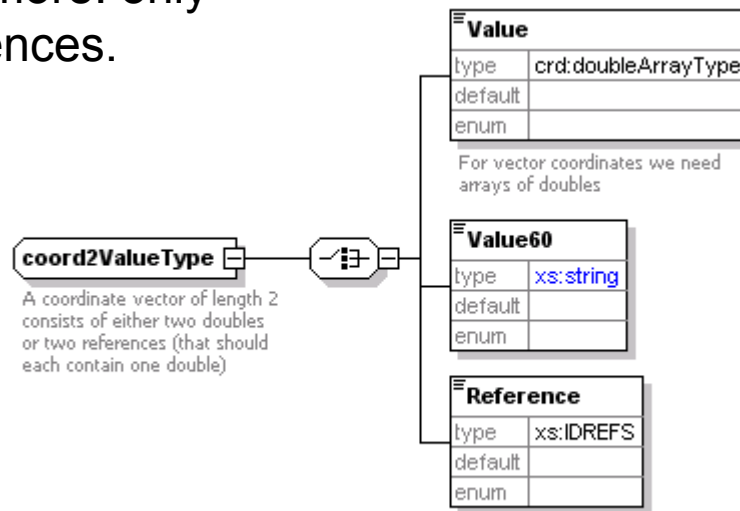 ences.
Value
type crd:doubleArrayType
default
enum
For vector coordinates we need
arrays of doubles
coord2ValueType
A coordinate vector of length 2
consists of either two doubles
or two references (that should
each contain one double)
Value60
type xs:string
default
enum
Reference
type xs:IDREFS
default
enum